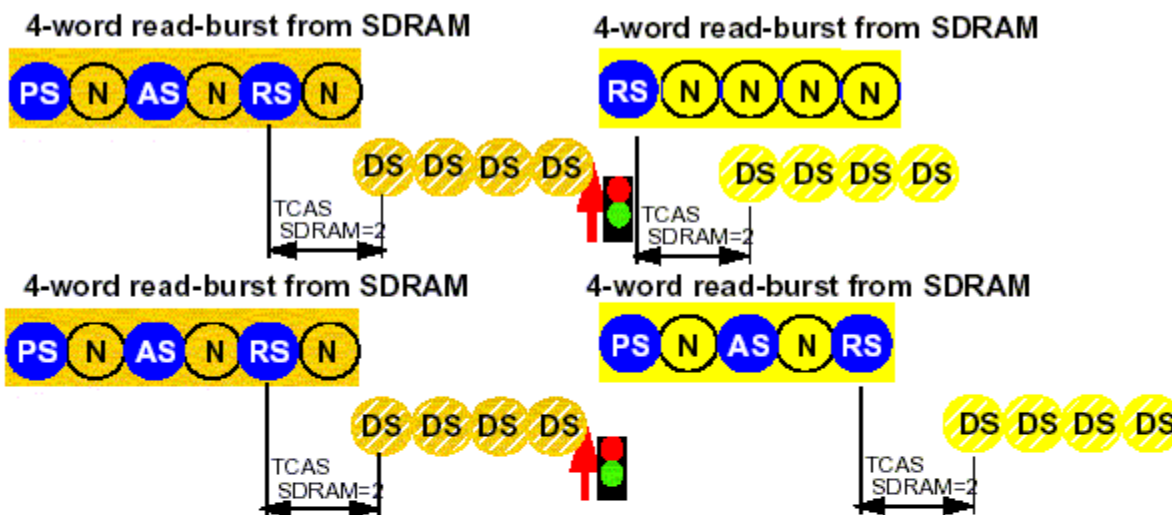 4-word read-burst from SDRAM
PS N AS N RS N
DS DS DS DS
TCAS
SDRAM=2
4-word read-burst from SDRAM
RS N N N N
DS DS DS DS
TCAS
SDRAM=2
4-word read-burst from SDRAM
PS N AS N RS N
DS DS DS DS
TCAS
SDRAM=2
4-word read-burst from SDRAM
PS N AS N RS
DS DS DS DS
TCAS
SDRAM=2